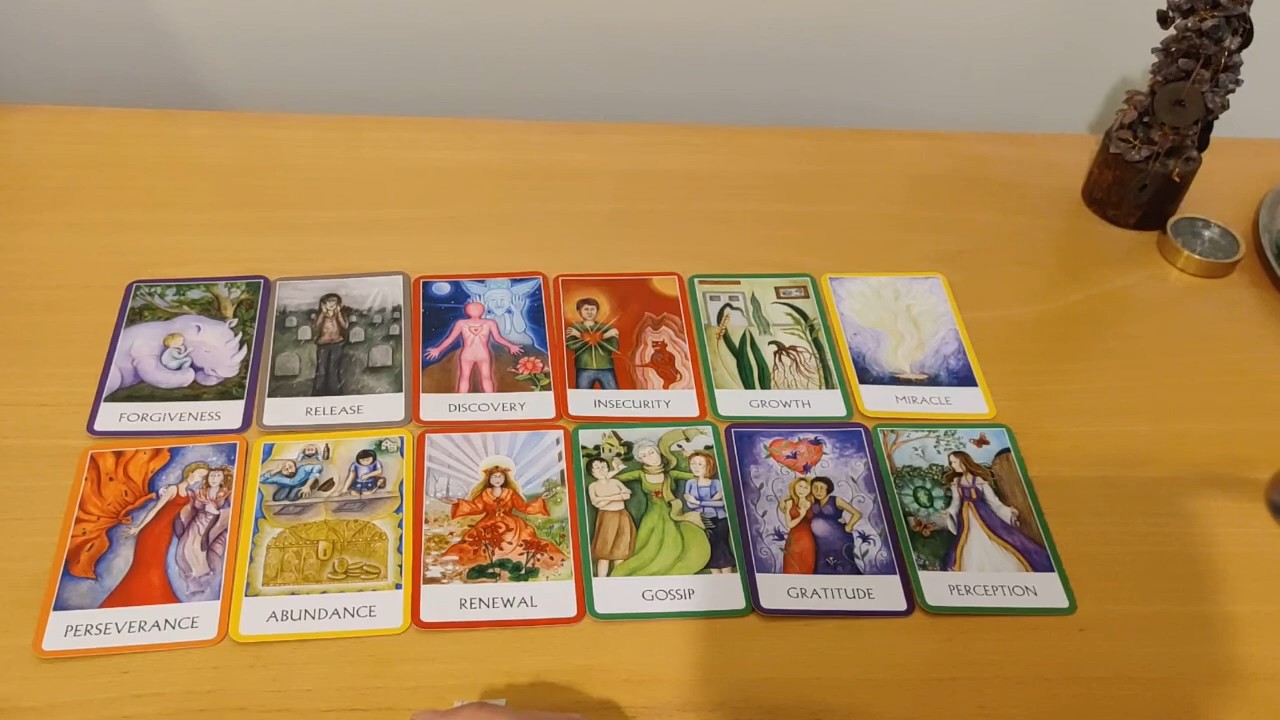 FORGIVENESS
RELEASE
DISCOVERY
INSECURITY
GROWTH
MIRACLE
PERSEVERANCE
ABUNDANCE
RENEWAL
GOSSIP
GRATITUDE
PERCEPTION